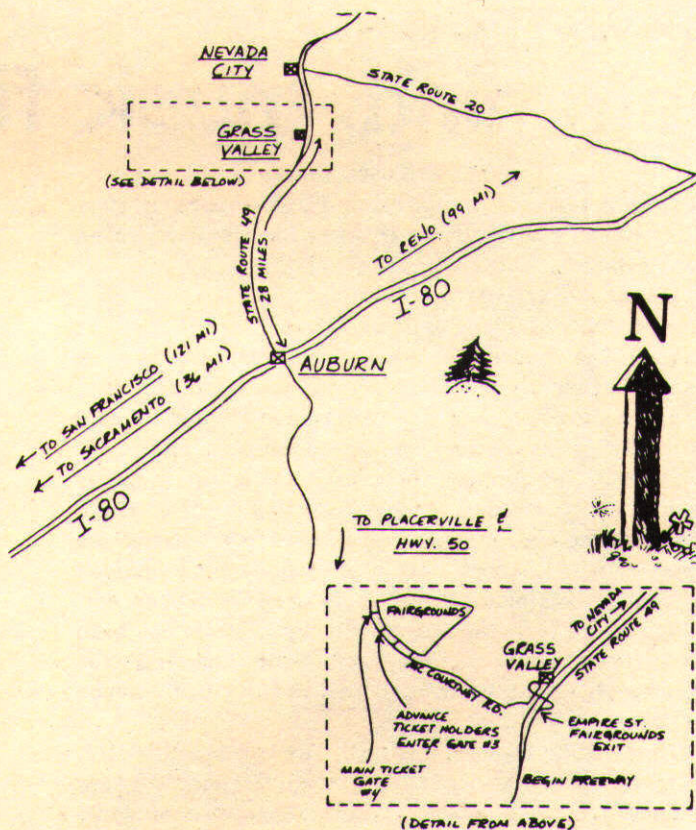 NEVADA
CITY
STATE ROUTE 20
GRASS
VALLEY
(SEE DETAIL BELOW)
STATE ROUTE 49
28 MILES
TO RENO (99 MI)
I-80
N
TO SAN FRANCISCO (121 MI)
TO SACRAMENTO (36 MI)
AUBURN
I-80
TO PLACERVILLE &
HWY. 50
FAIRGROUNDS
TO NEVADA
CITY
STATE ROUTE 49
GRASS
VALLEY
MC COURTNEY RD.
ADVANCE
TICKET HOLDERS
ENTER GATE #3
EMPIRE ST.
FAIRGROUNDS
EXIT
MAIN TICKET
GATE
#4
BEGIN FREEWAY
(DETAIL FROM ABOVE)